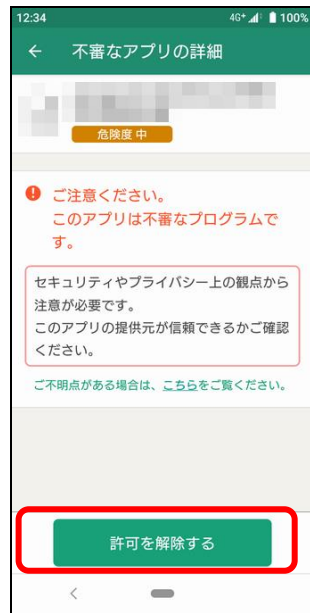 12:34 4G+ 100%
← 不審なアプリの詳細
危険度 中
ご注意ください。
このアプリは不審なプログラムで
す。
セキュリティやプライバシー上の観点から
注意が必要です。
このアプリの提供元が信頼できるかご確認
ください。
ご不明点がある場合は、こちらをご覧ください。
許可を解除する